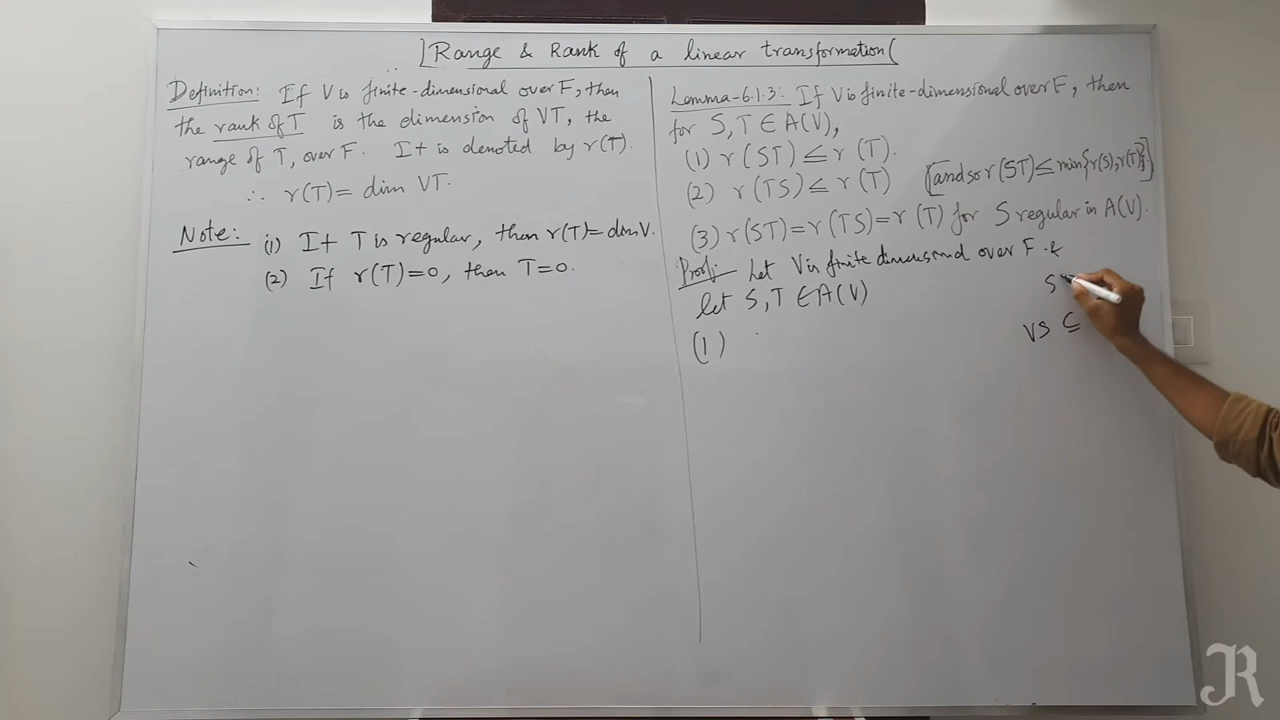 Range & Rank of a linear transformation
Definition: If V is finite-dimensional over F, then
the rank of T is the dimension of VT, the
range of T, over F. It is denoted by r(T).
∴ r(T) = dim VT.
Note: (1) If T is regular, then r(T) = dim V.
(2) If r(T)=0, then T=0.
Lemma-6.1.3: If V is finite-dimensional over F, then
for S, T ∈ A(V),
(1) r(ST) ≤ r(T).
(2) r(TS) ≤ r(T) [and so r(ST) ≤ min{r(S), r(T)}]
(3) r(ST) = r(TS) = r(T) for S regular in A(V).
Proof:- Let V is finite dimensional over F. &
let S, T ∈ A(V)
(1)
S
VS ⊆
R